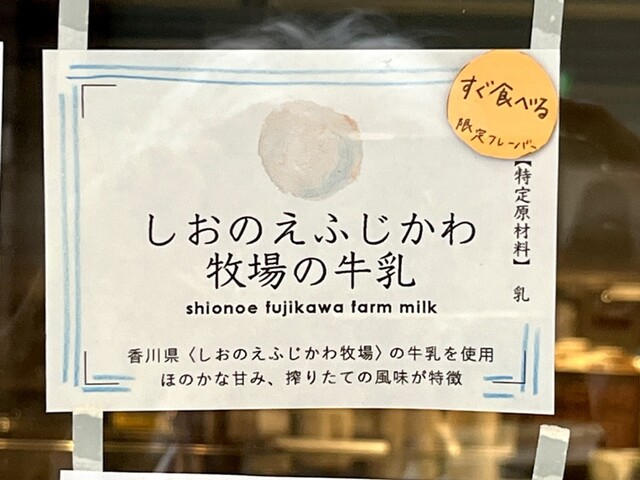 すぐ食べる
限定フレーバー
しおのえふじかわ
牧場の牛乳
shionoe fujikawa farm milk
香川県〈しおのえふじかわ牧場〉の牛乳を使用
ほのかな甘み、搾りたての風味が特徴
【特定原材料】 乳